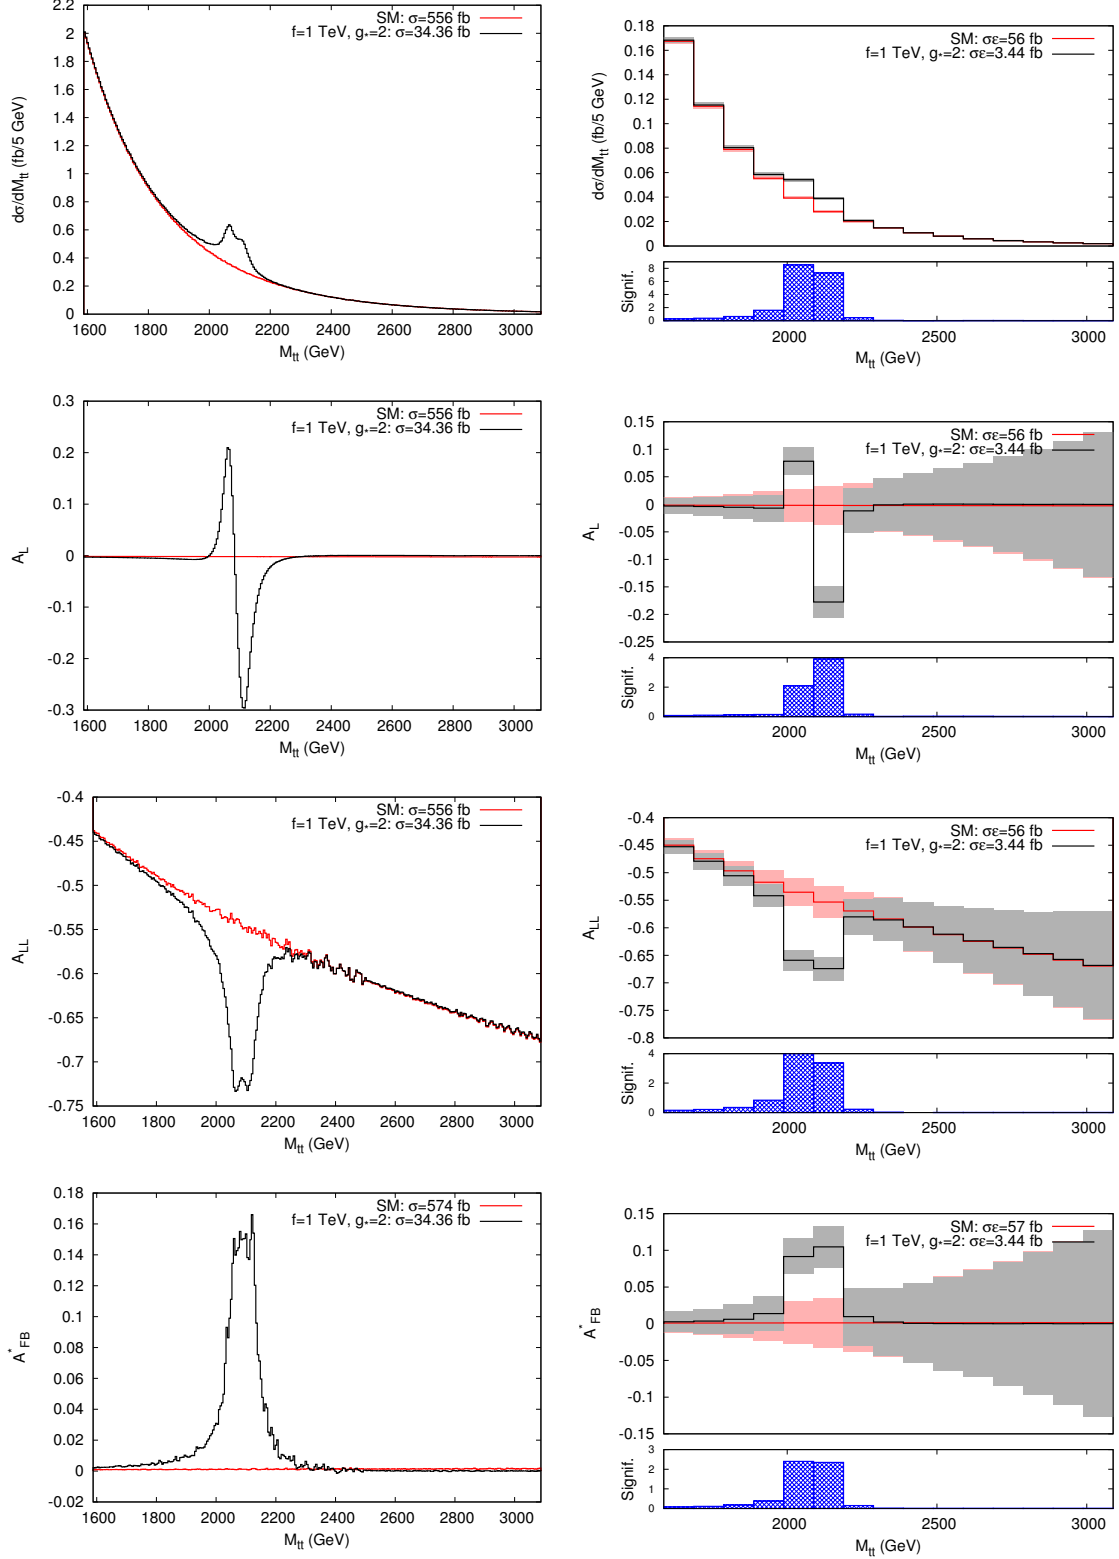 SM: σ=556 fb
f=1 TeV, g*=2: σ=34.36 fb
dσ/dMtt (fb/5 GeV)
2.2
2
1.8
1.6
1.4
1.2
1
0.8
0.6
0.4
0.2
0
1600 1800 2000 2200 2400 2600 2800 3000
Mtt (GeV)
SM: σε=56 fb
f=1 TeV, g*=2: σε=3.44 fb
dσ/dMtt (fb/5 GeV)
0.18
0.16
0.14
0.12
0.1
0.08
0.06
0.04
0.02
0
Signif.
8
6
4
2
0
2000 2500 3000
Mtt (GeV)
SM: σ=556 fb
f=1 TeV, g*=2: σ=34.36 fb
AL
0.3
0.2
0.1
0
-0.1
-0.2
-0.3
1600 1800 2000 2200 2400 2600 2800 3000
Mtt (GeV)
SM: σε=56 fb
f=1 TeV, g*=2: σε=3.44 fb
AL
0.15
0.1
0.05
0
-0.05
-0.1
-0.15
-0.2
-0.25
Signif.
4
2
0
2000 2500 3000
Mtt (GeV)
SM: σ=556 fb
f=1 TeV, g*=2: σ=34.36 fb
ALL
-0.4
-0.45
-0.5
-0.55
-0.6
-0.65
-0.7
-0.75
1600 1800 2000 2200 2400 2600 2800 3000
Mtt (GeV)
SM: σε=56 fb
f=1 TeV, g*=2: σε=3.44 fb
ALL
-0.4
-0.45
-0.5
-0.55
-0.6
-0.65
-0.7
-0.75
-0.8
Signif.
4
2
0
2000 2500 3000
Mtt (GeV)
SM: σ=574 fb
f=1 TeV, g*=2: σ=34.36 fb
A*FB
0.18
0.16
0.14
0.12
0.1
0.08
0.06
0.04
0.02
0
-0.02
1600 1800 2000 2200 2400 2600 2800 3000
Mtt (GeV)
SM: σε=57 fb
f=1 TeV, g*=2: σε=3.44 fb
A*FB
0.15
0.1
0.05
0
-0.05
-0.1
-0.15
Signif.
3
2
1
0
2000 2500 3000
Mtt (GeV)